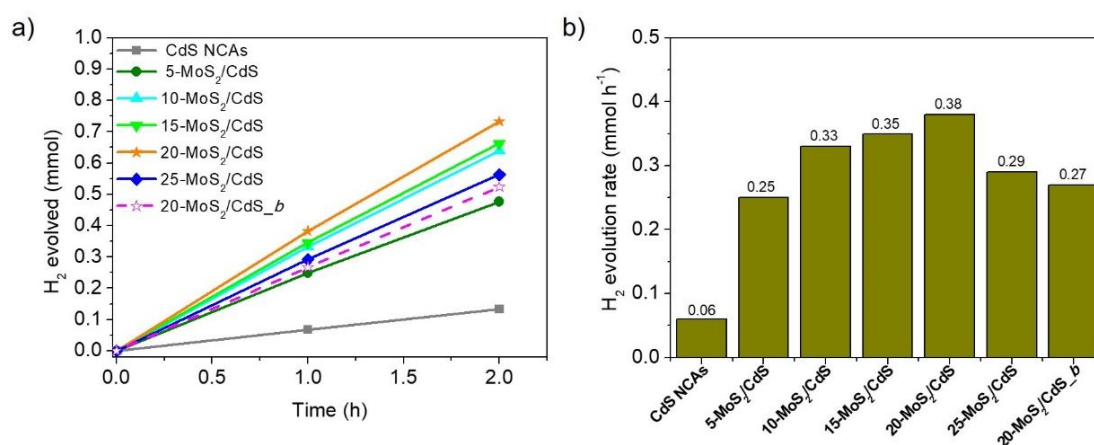 a)
H₂ evolved (mmol)
1.0
0.9
0.8
0.7
0.6
0.5
0.4
0.3
0.2
0.1
0.0
CdS NCAs
5-MoS₂/CdS
10-MoS₂/CdS
15-MoS₂/CdS
20-MoS₂/CdS
25-MoS₂/CdS
20-MoS₂/CdS_b
0.0 0.5 1.0 1.5 2.0
Time (h)
b)
H₂ evolution rate (mmol h⁻¹)
0.5
0.4
0.3
0.2
0.1
0.0
0.06
0.25
0.33
0.35
0.38
0.29
0.27
CdS NCAs
5-MoS₂/CdS
10-MoS₂/CdS
15-MoS₂/CdS
20-MoS₂/CdS
25-MoS₂/CdS
20-MoS₂/CdS_b